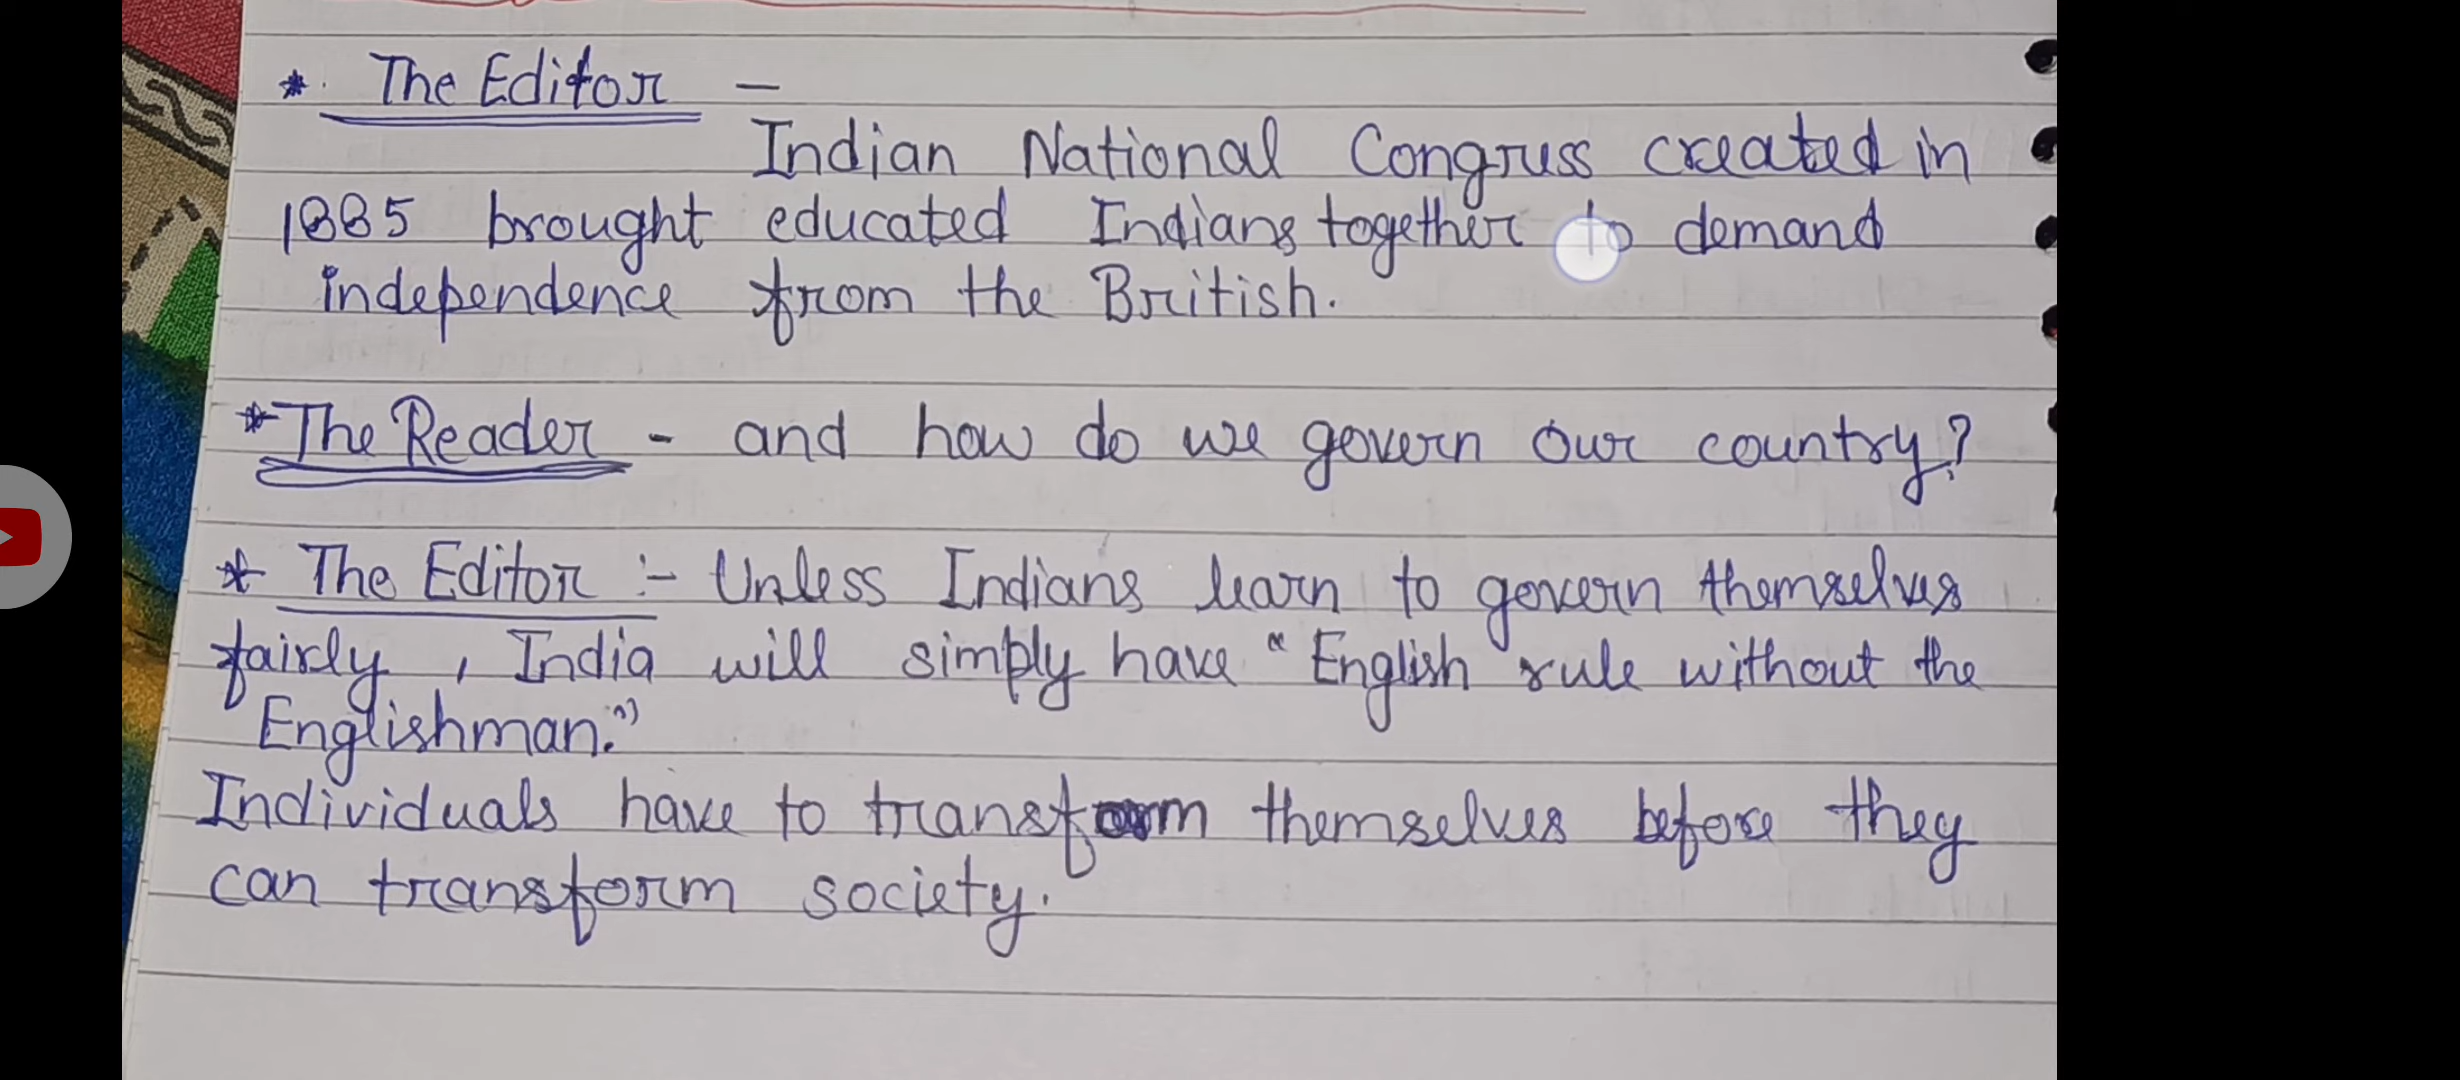 * The Editor -
Indian National Congruss created in
1885 brought educated Indians together to demand
independence from the British.
* The Reader - and how do we govern our country?
* The Editor :- Unless Indians learn to govern themselves
fairly, India will simply have "English rule without the
Englishman."
Individuals have to transform themselves before they
can transform society.